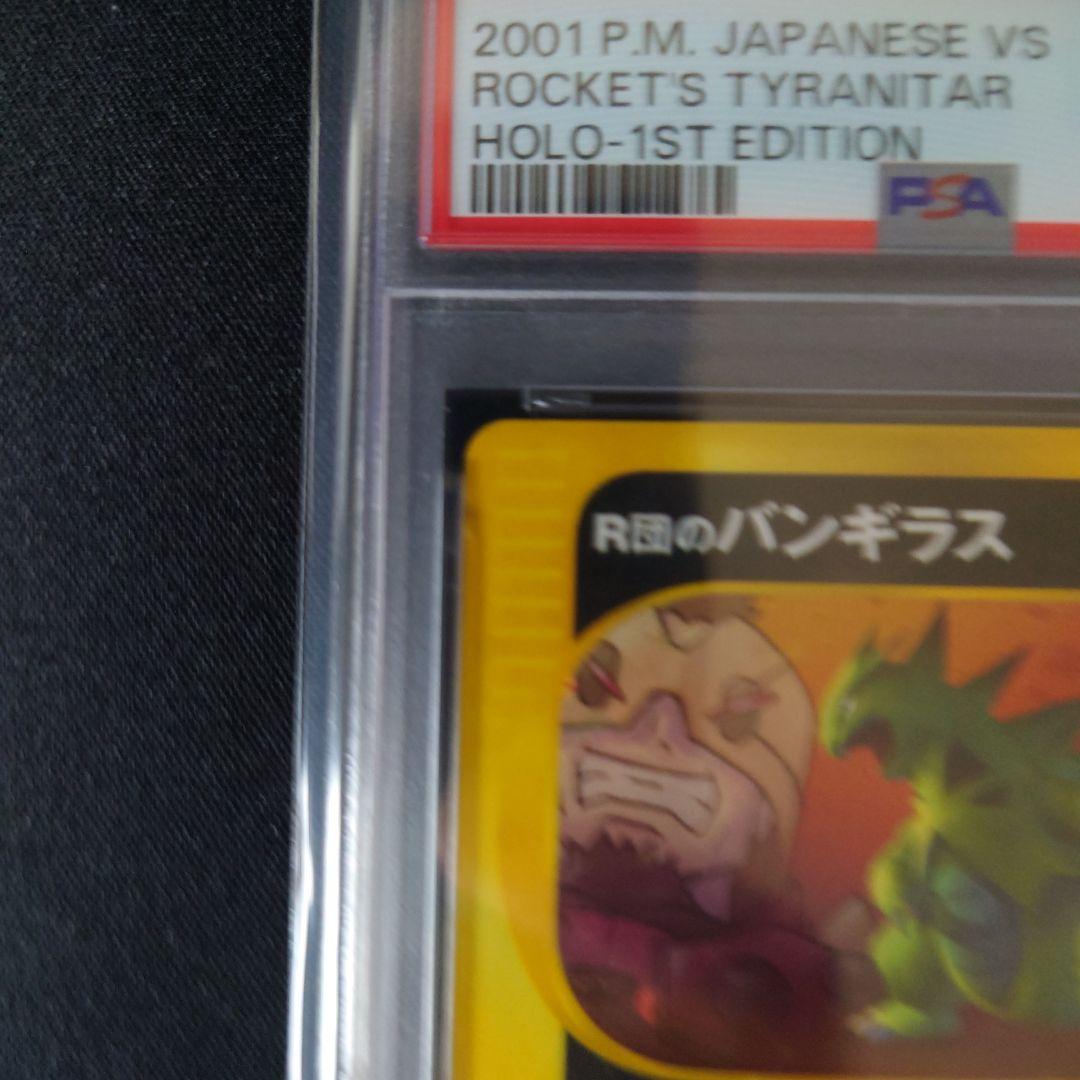 2001 P.M. JAPANESE VS
ROCKET'S TYRANITAR
HOLO-1ST EDITION
PSA
R団のバンギラス